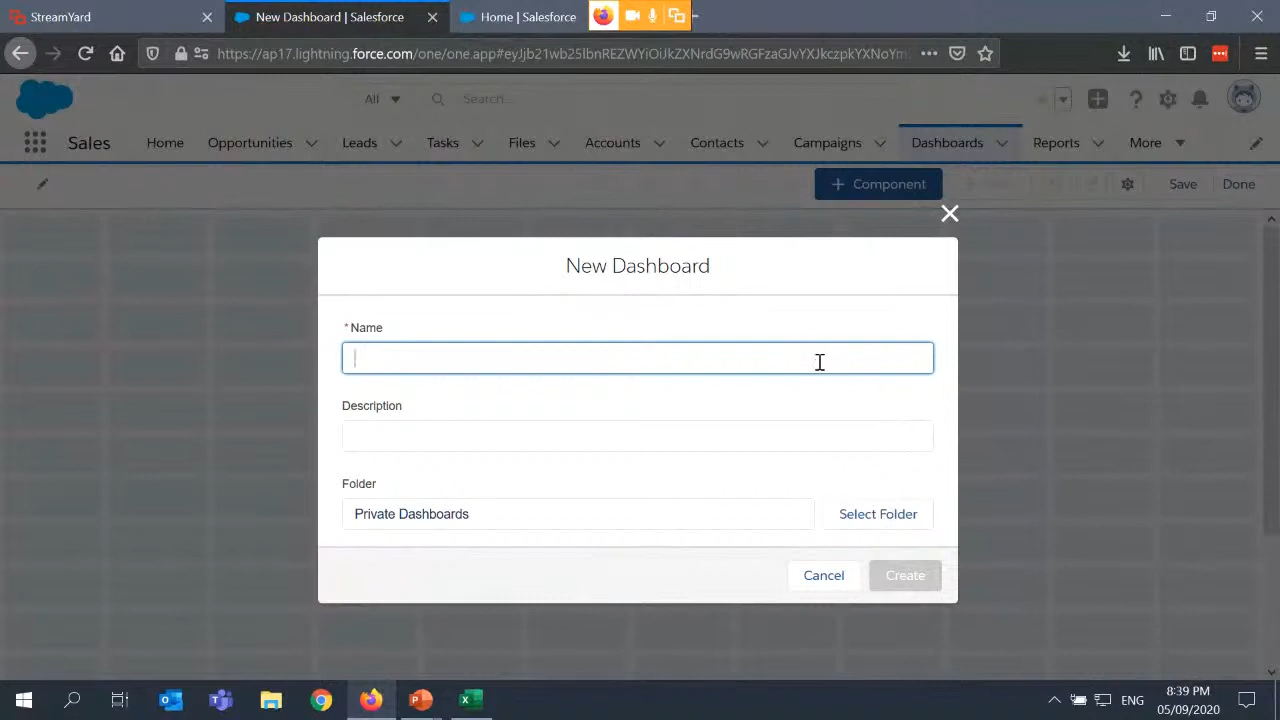 StreamYard
New Dashboard | Salesforce
Home | Salesforce
https://ap17.lightning.force.com/one/one.app#eyJjb21wb25lbnREZWYiOiJkZXNrdG9wRGFzaGJvYXJkczpkYXNoYm
All
Search...
Sales
Home
Opportunities
Leads
Tasks
Files
Accounts
Contacts
Campaigns
Dashboards
Reports
More
+ Component
Save
Done
New Dashboard
* Name
Description
Folder
Private Dashboards
Select Folder
Cancel
Create
ENG
8:39 PM
05/09/2020